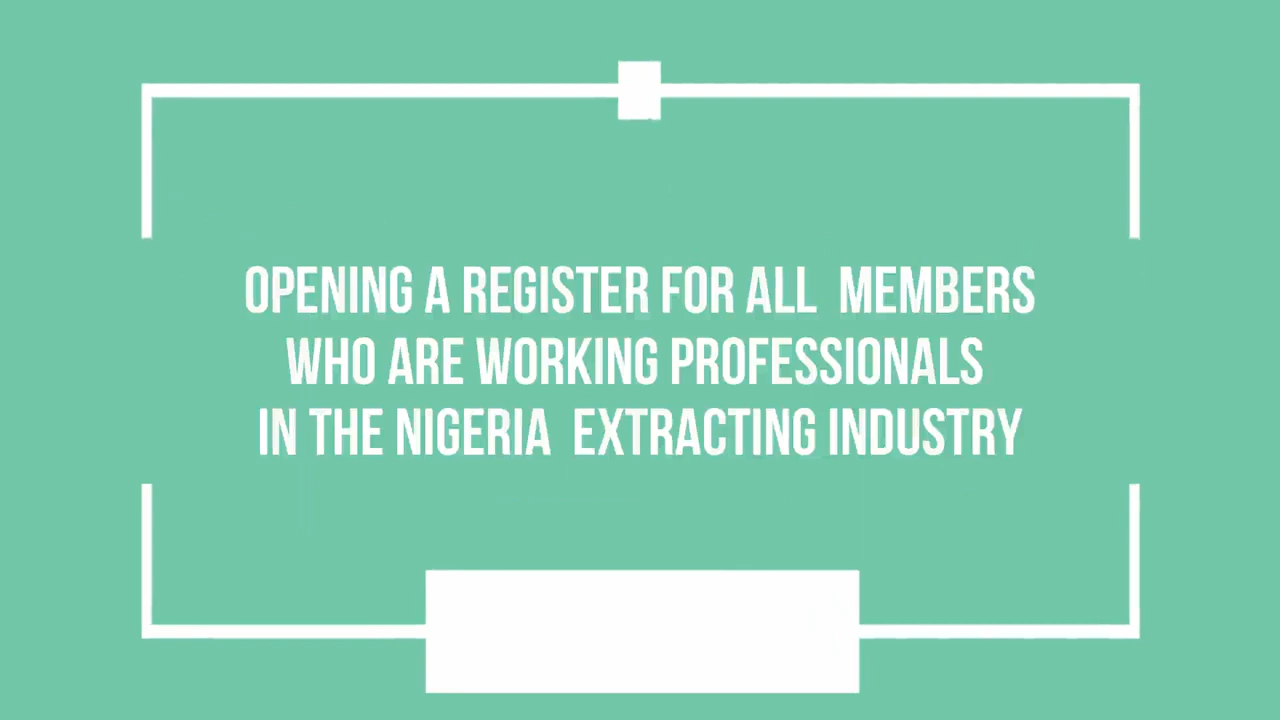 OPENING A REGISTER FOR ALL  MEMBERS
WHO ARE WORKING PROFESSIONALS
IN THE NIGERIA  EXTRACTING INDUSTRY